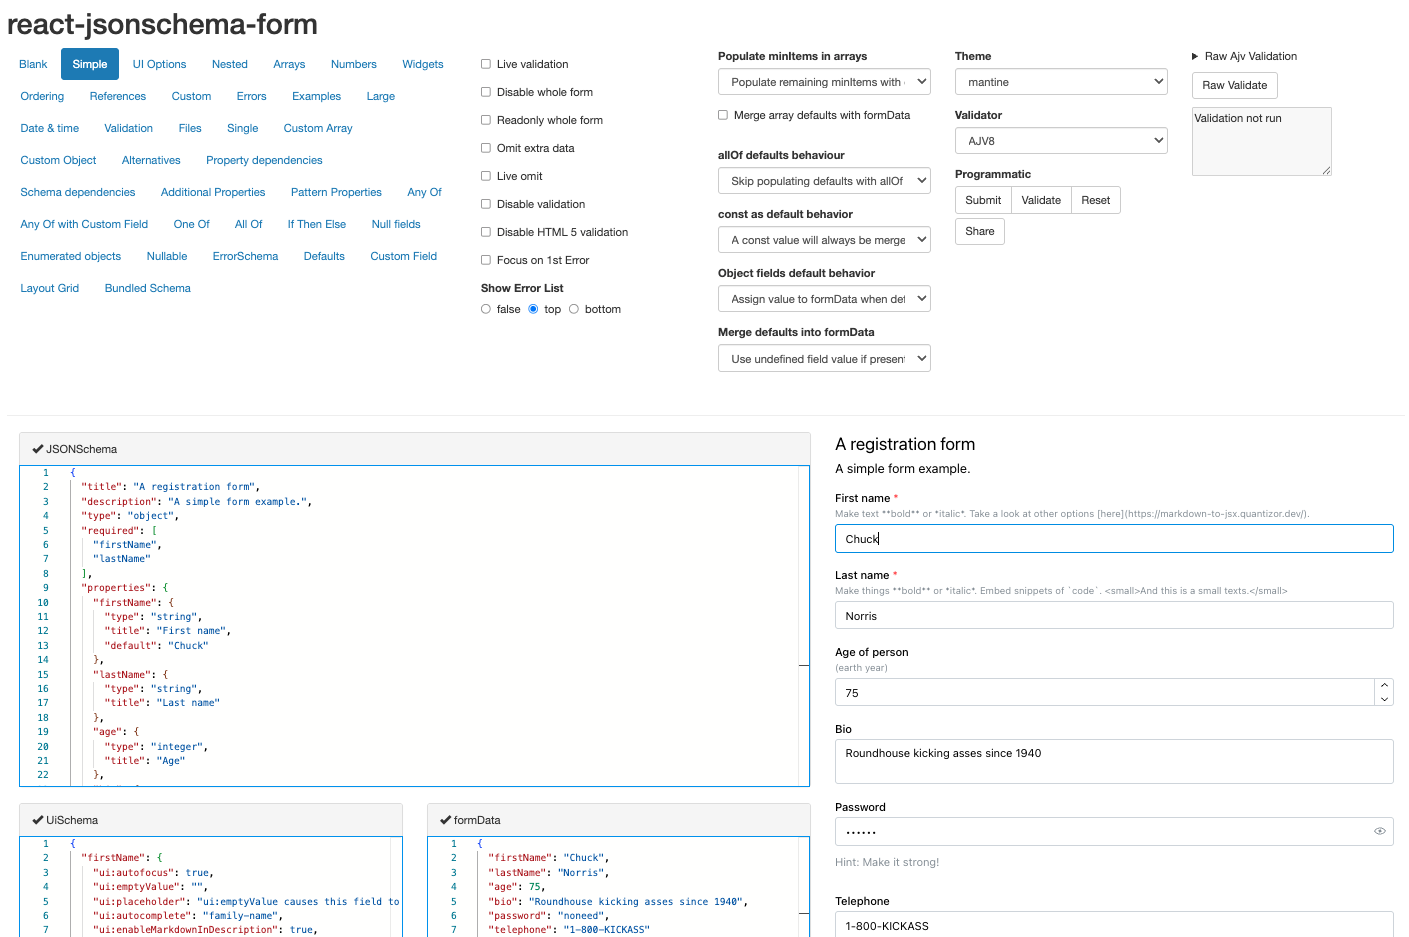 react-jsonschema-form
Blank Simple UI Options Nested Arrays Numbers Widgets
Ordering References Custom Errors Examples Large
Date & time Validation Files Single Custom Array
Custom Object Alternatives Property dependencies
Schema dependencies Additional Properties Pattern Properties Any Of
Any Of with Custom Field One Of All Of If Then Else Null fields
Enumerated objects Nullable ErrorSchema Defaults Custom Field
Layout Grid Bundled Schema
Live validation
Disable whole form
Readonly whole form
Omit extra data
Live omit
Disable validation
Disable HTML 5 validation
Focus on 1st Error
Show Error List
false top bottom
Populate minItems in arrays
Populate remaining minItems with
Merge array defaults with formData
allOf defaults behaviour
Skip populating defaults with allOf
const as default behavior
A const value will always be merge
Object fields default behavior
Assign value to formData when def
Merge defaults into formData
Use undefined field value if present
Theme
mantine
Validator
AJV8
Programmatic
Submit Validate Reset
Share
Raw Ajv Validation
Raw Validate
Validation not run
JSONSchema
1 {
2 "title": "A registration form",
3 "description": "A simple form example.",
4 "type": "object",
5 "required": [
6 "firstName",
7 "lastName"
8 ],
9 "properties": {
10 "firstName": {
11 "type": "string",
12 "title": "First name",
13 "default": "Chuck"
14 },
15 "lastName": {
16 "type": "string",
17 "title": "Last name"
18 },
19 "age": {
20 "type": "integer",
21 "title": "Age"
22 },
UiSchema
1 {
2 "firstName": {
3 "ui:autofocus": true,
4 "ui:emptyValue": "",
5 "ui:placeholder": "ui:emptyValue causes this field to
6 "ui:autocomplete": "family-name",
7 "ui:enableMarkdownInDescription": true,
formData
1 {
2 "firstName": "Chuck",
3 "lastName": "Norris",
4 "age": 75,
5 "bio": "Roundhouse kicking asses since 1940",
6 "password": "noneed",
7 "telephone": "1-800-KICKASS"
A registration form
A simple form example.
First name *
Make text **bold** or *italic*. Take a look at other options [here](https://markdown-to-jsx.quantizor.dev/).
Chuck
Last name *
Make things **bold** or *italic*. Embed snippets of `code`. <small>And this is a small texts.</small>
Norris
Age of person
(earth year)
75
Bio
Roundhouse kicking asses since 1940
Password
••••••
Hint: Make it strong!
Telephone
1-800-KICKASS